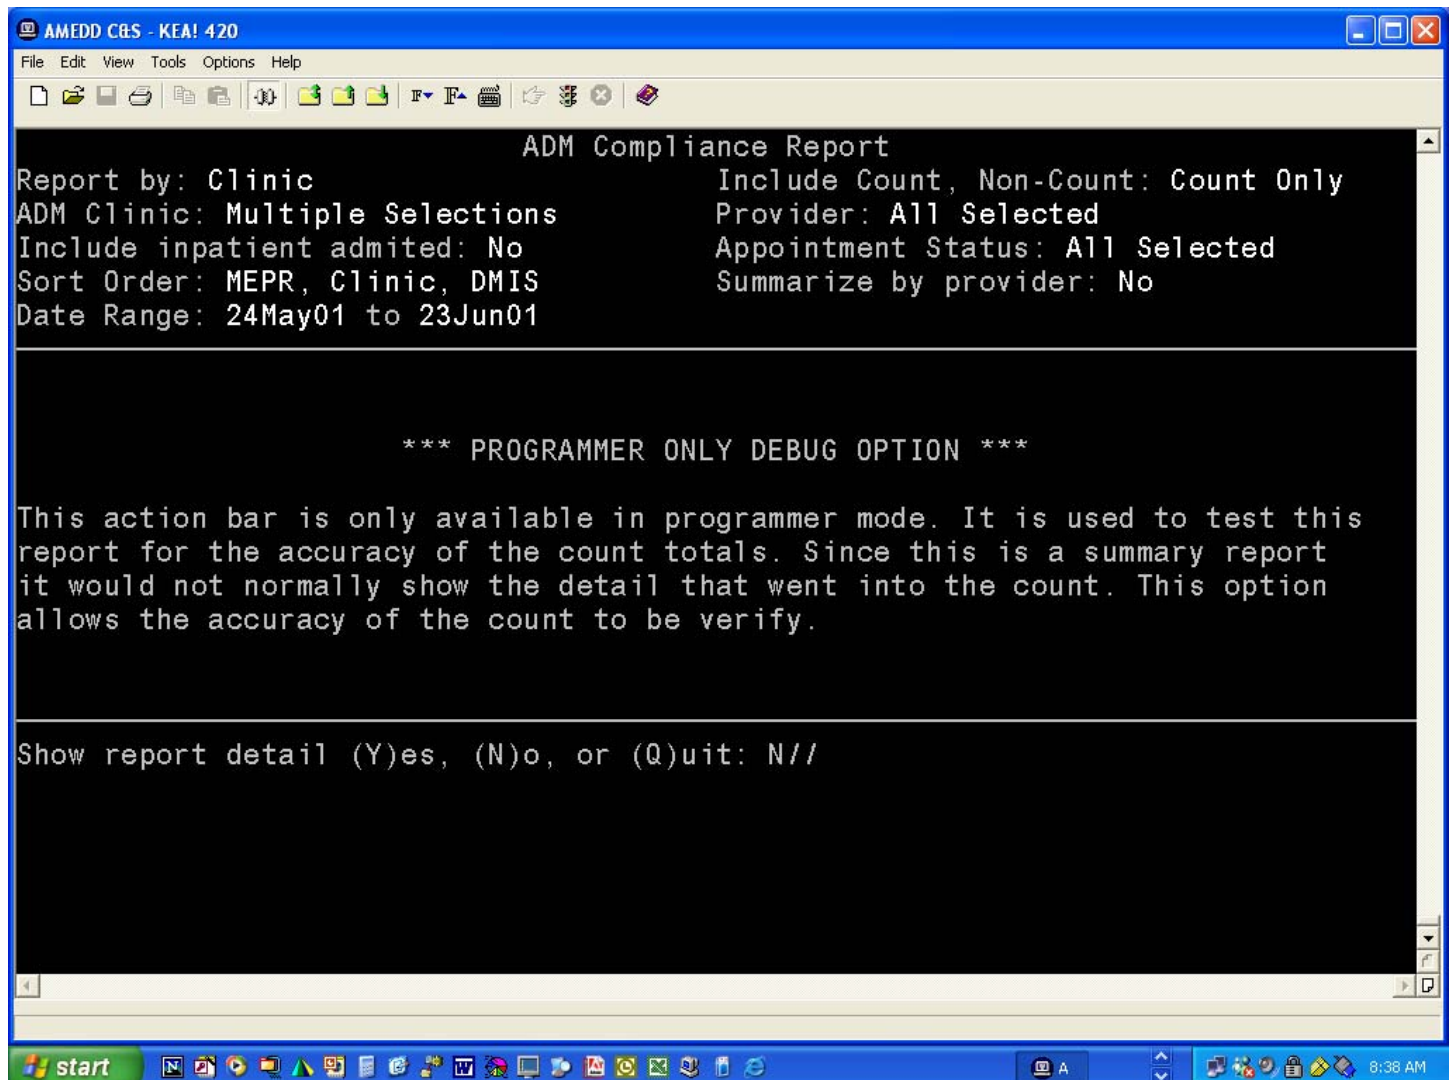 AMEDD C&S - KEA! 420
File Edit View Tools Options Help
ADM Compliance Report
Report by: Clinic Include Count, Non-Count: Count Only
ADM Clinic: Multiple Selections Provider: All Selected
Include inpatient admited: No Appointment Status: All Selected
Sort Order: MEPR, Clinic, DMIS Summarize by provider: No
Date Range: 24May01 to 23Jun01
*** PROGRAMMER ONLY DEBUG OPTION ***
This action bar is only available in programmer mode. It is used to test this
report for the accuracy of the count totals. Since this is a summary report
it would not normally show the detail that went into the count. This option
allows the accuracy of the count to be verify.
Show report detail (Y)es, (N)o, or (Q)uit: N//
start A 8:38 AM